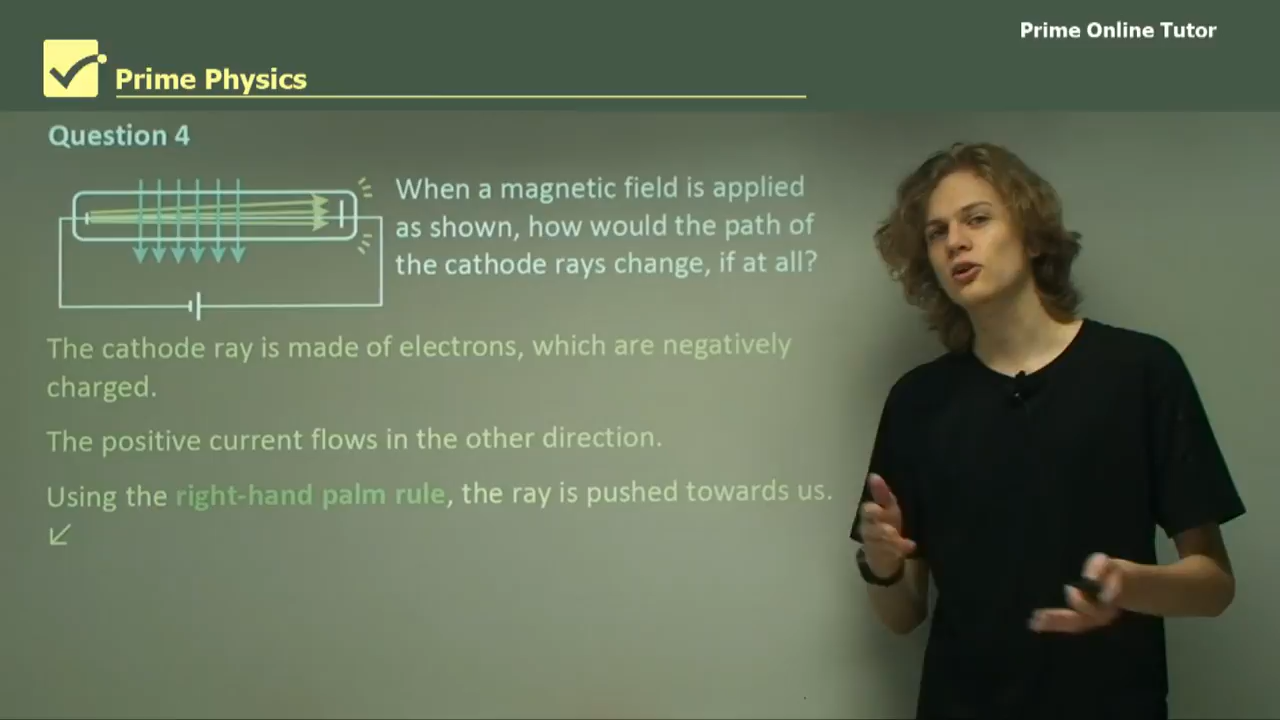 Prime Online Tutor
Prime Physics
Question 4
When a magnetic field is applied
as shown, how would the path of
the cathode rays change, if at all?
The cathode ray is made of electrons, which are negatively
charged.
The positive current flows in the other direction.
Using the right-hand palm rule, the ray is pushed towards us.
↙